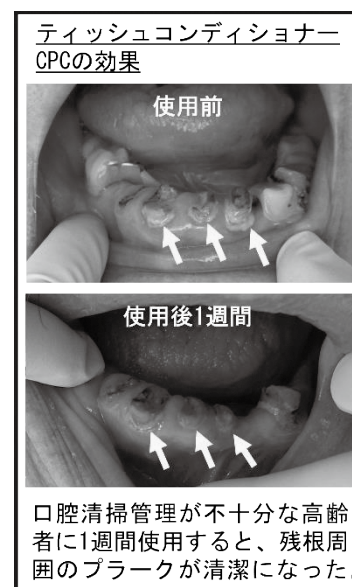 ティッシュコンディショナー
CPCの効果
使用前
使用後1週間
口腔清掃管理が不十分な高齢
者に1週間使用すると、残根周
囲のプラークが清潔になった